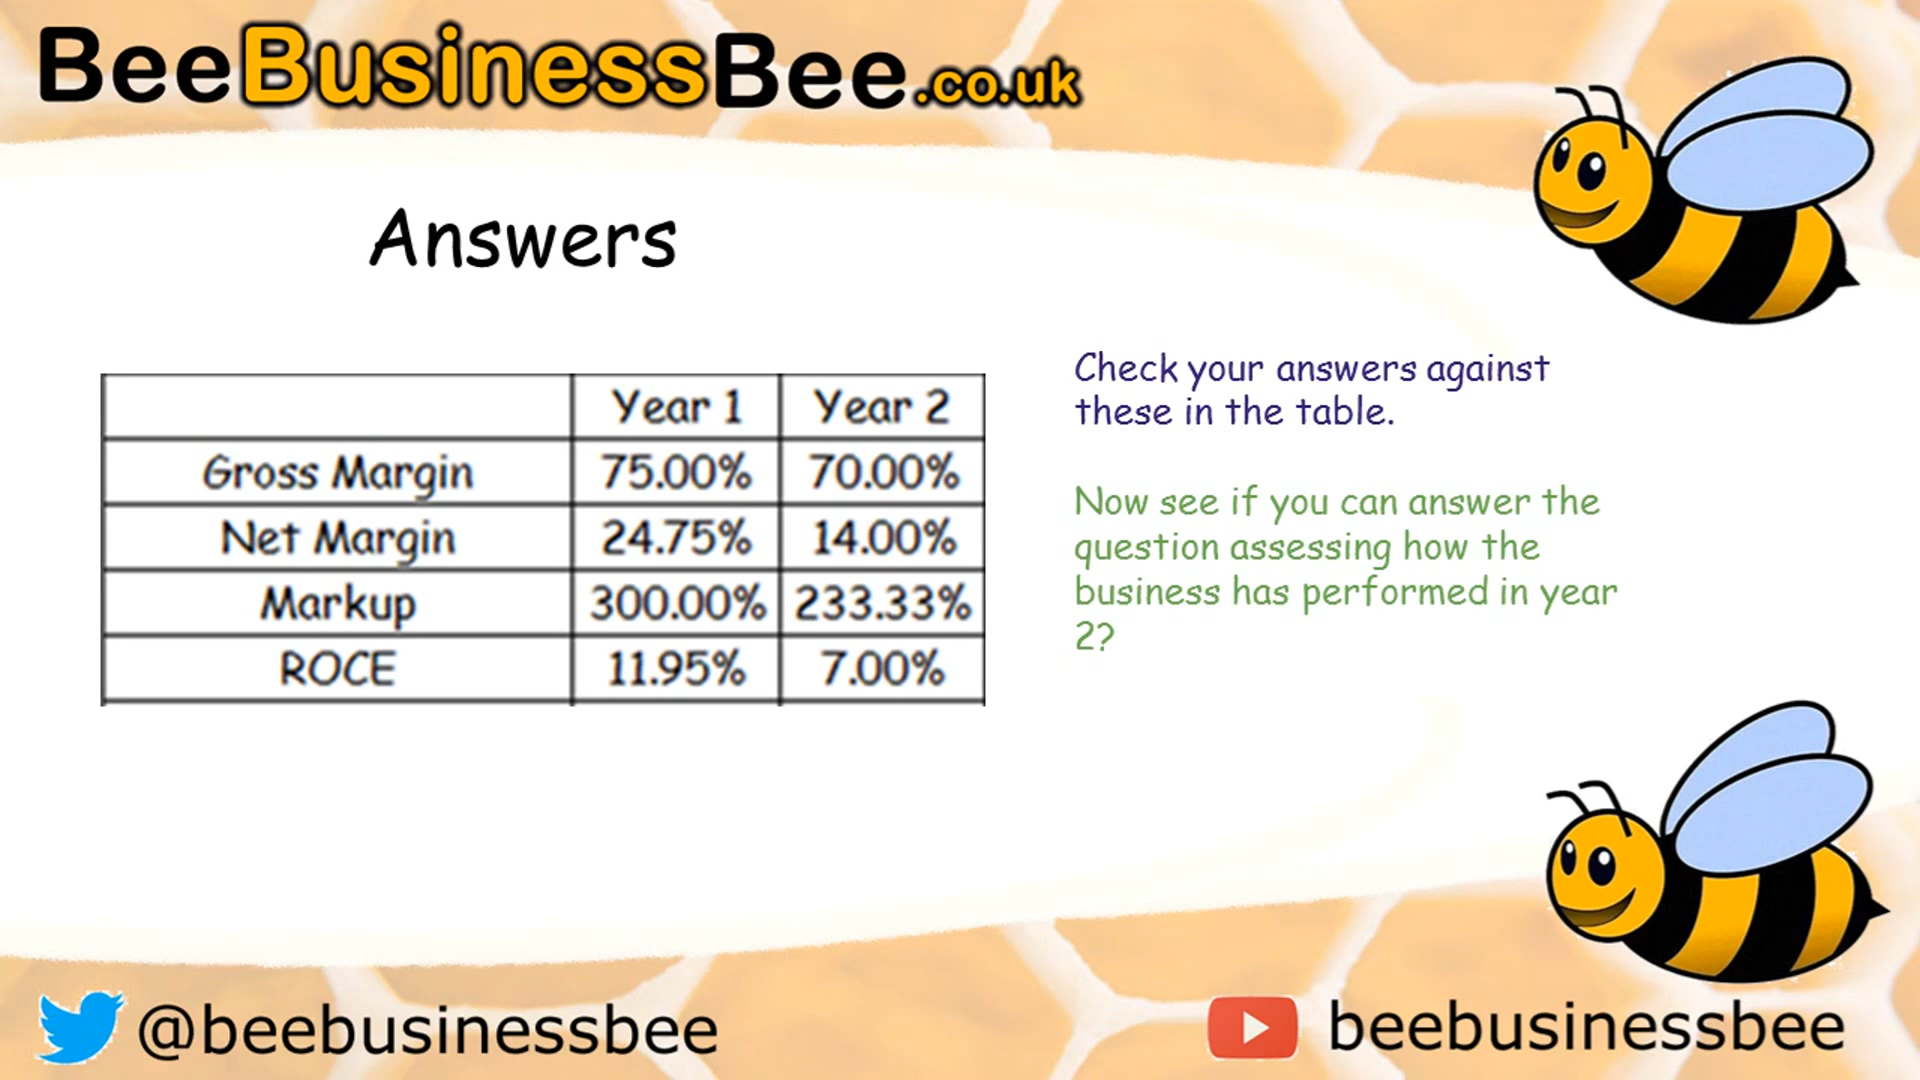 BeeBusinessBee.co.uk
Answers
Year 1 Year 2
Gross Margin 75.00% 70.00%
Net Margin 24.75% 14.00%
Markup 300.00% 233.33%
ROCE 11.95% 7.00%
Check your answers against
these in the table.
Now see if you can answer the
question assessing how the
business has performed in year
2?
@beebusinessbee
beebusinessbee